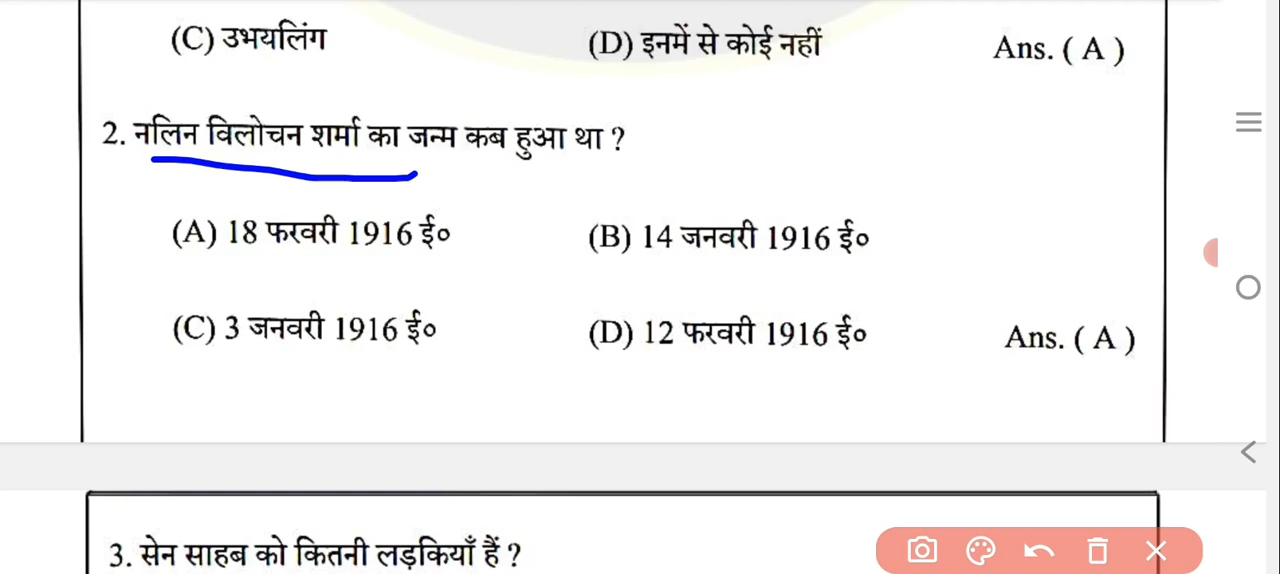 (C) उभयलिंग (D) इनमें से कोई नहीं Ans. ( A )
2. नलिन विलोचन शर्मा का जन्म कब हुआ था ?
(A) 18 फरवरी 1916 ई० (B) 14 जनवरी 1916 ई०
(C) 3 जनवरी 1916 ई० (D) 12 फरवरी 1916 ई० Ans. ( A )
3. सेन साहब को कितनी लड़कियाँ हैं ?